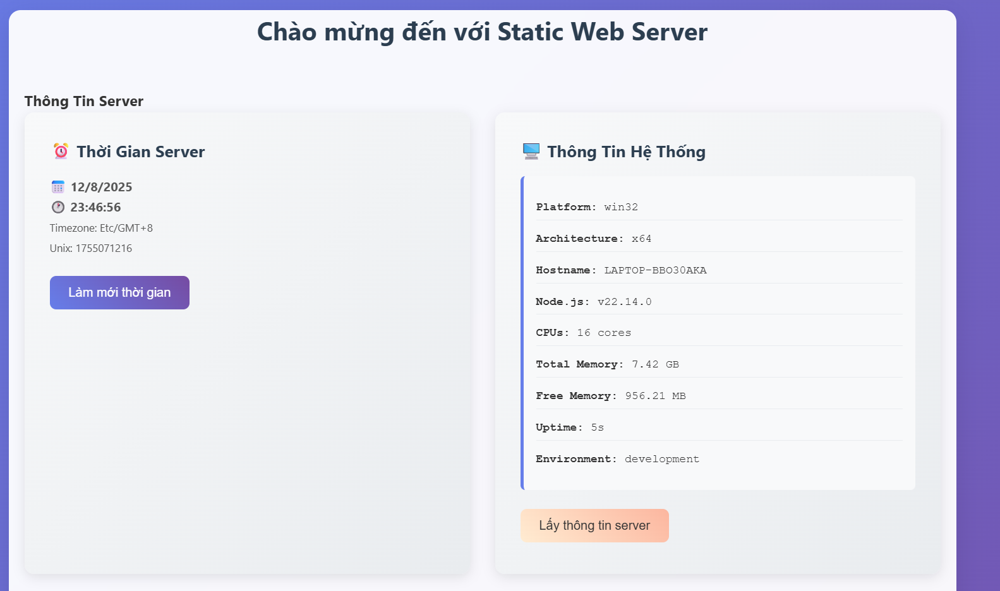 Chào mừng đến với Static Web Server
Thông Tin Server
Thời Gian Server
12/8/2025
23:46:56
Timezone: Etc/GMT+8
Unix: 1755071216
Làm mới thời gian
Thông Tin Hệ Thống
Platform: win32
Architecture: x64
Hostname: LAPTOP-BBO30AKA
Node.js: v22.14.0
CPUs: 16 cores
Total Memory: 7.42 GB
Free Memory: 956.21 MB
Uptime: 5s
Environment: development
Lấy thông tin server